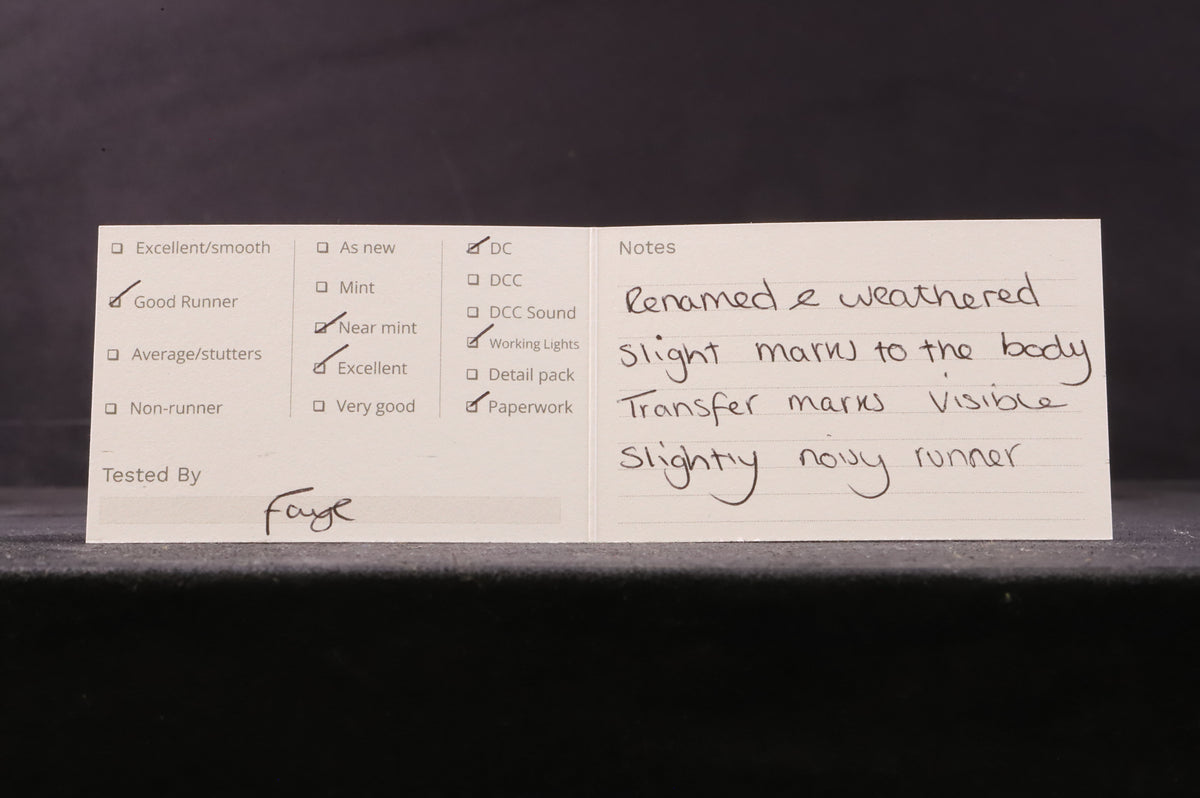 ☐ Excellent/smooth
☑ Good Runner
☐ Average/stutters
☐ Non-runner
☐ As new
☐ Mint
☑ Near mint
☑ Excellent
☐ Very good
☑ DC
☐ DCC
☐ DCC Sound
☑ Working Lights
☐ Detail pack
☑ Paperwork
Tested By
Faye
Notes
Renamed & weathered
Slight marks to the body
Transfer marks visible
Slightly noisy runner